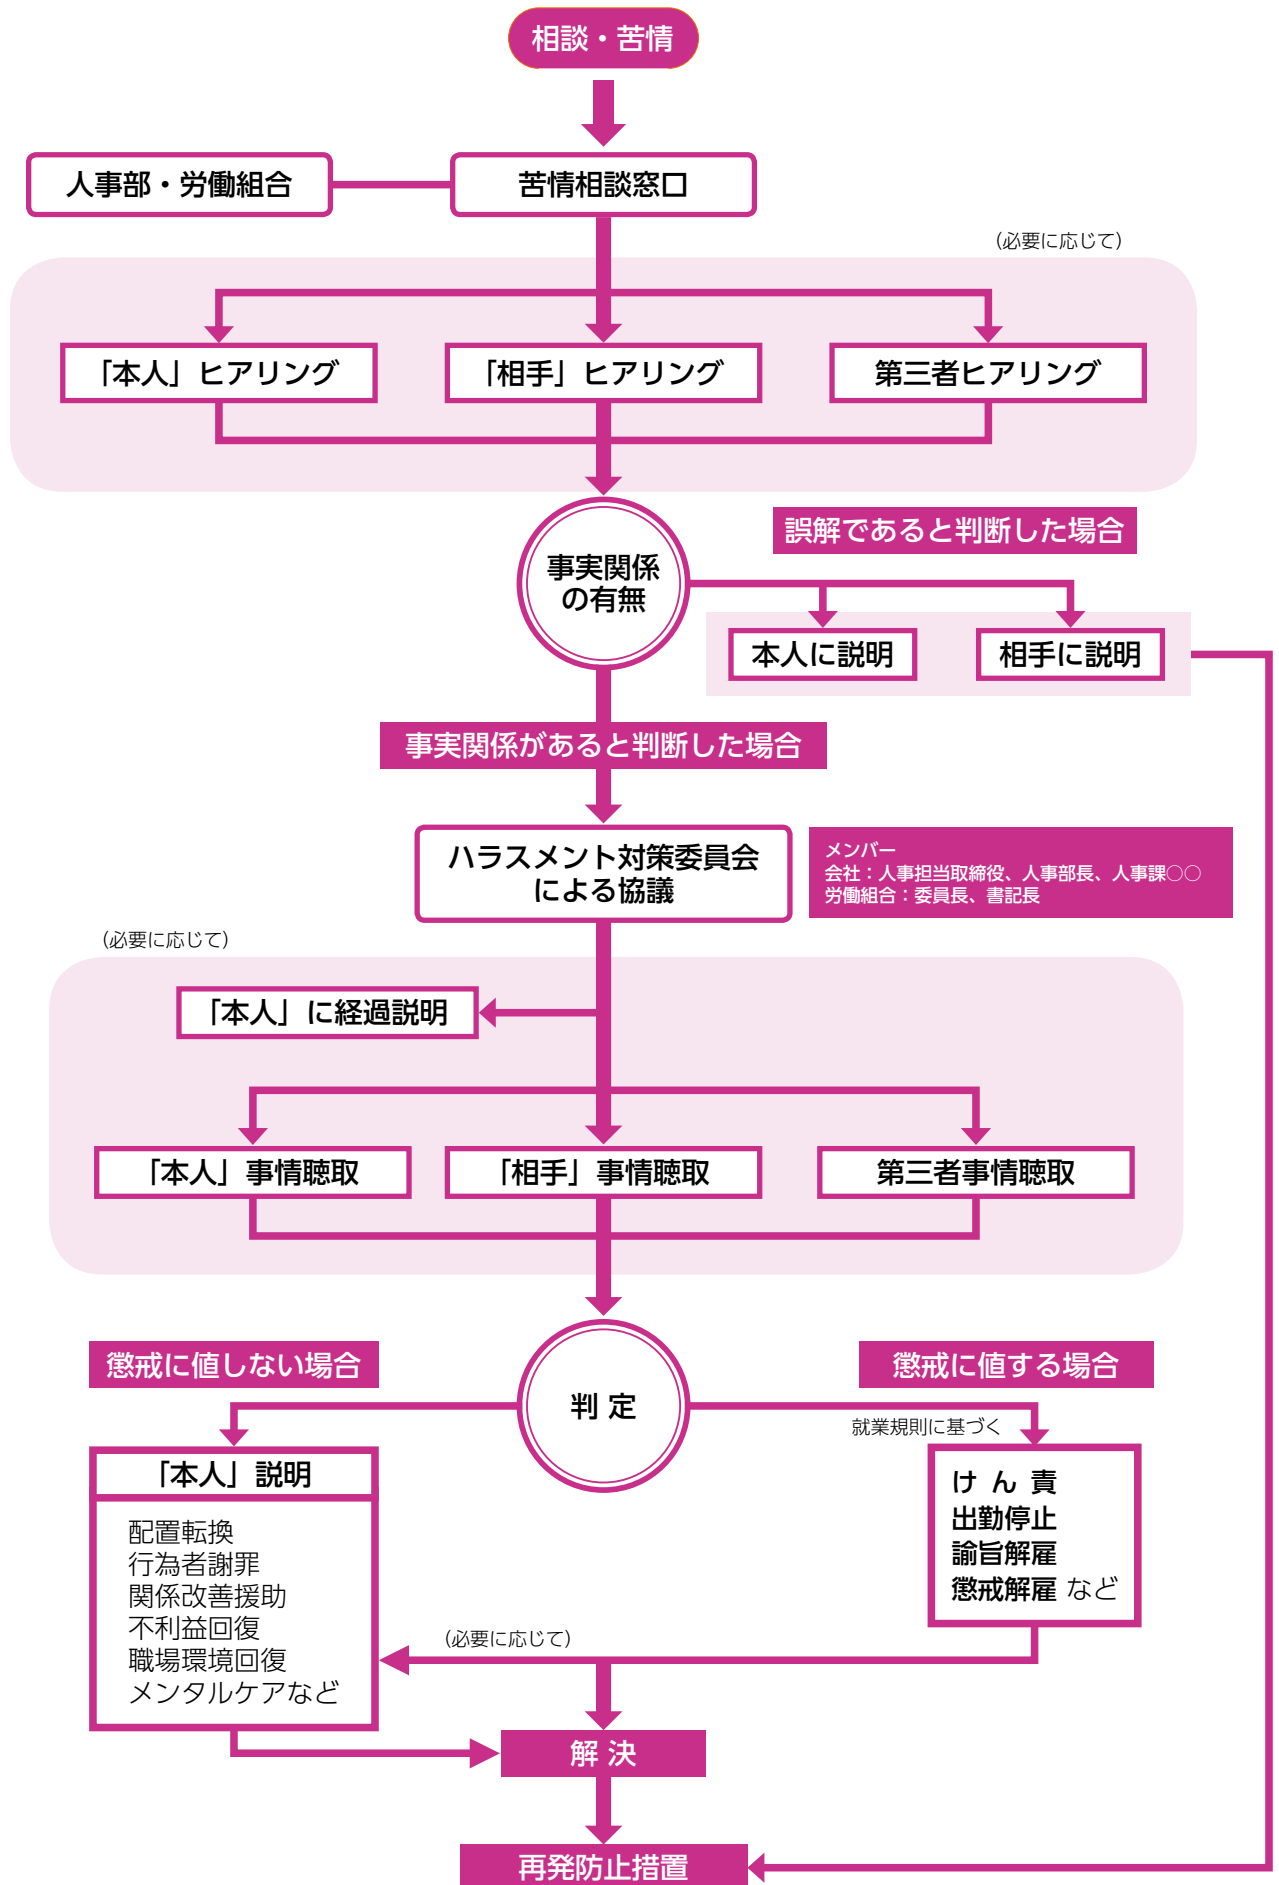 相談・苦情
人事部・労働組合
苦情相談窓口
（必要に応じて）
「本人」ヒアリング
「相手」ヒアリング
第三者ヒアリング
事実関係
の有無
誤解であると判断した場合
本人に説明
相手に説明
事実関係があると判断した場合
ハラスメント対策委員会
による協議
メンバー
会社：人事担当取締役、人事部長、人事課○○
労働組合：委員長、書記長
（必要に応じて）
「本人」に経過説明
「本人」事情聴取
「相手」事情聴取
第三者事情聴取
判 定
懲戒に値しない場合
懲戒に値する場合
就業規則に基づく
「本人」説明
配置転換
行為者謝罪
関係改善援助
不利益回復
職場環境回復
メンタルケアなど
け ん 責
出勤停止
諭旨解雇
懲戒解雇 など
（必要に応じて）
解 決
再発防止措置